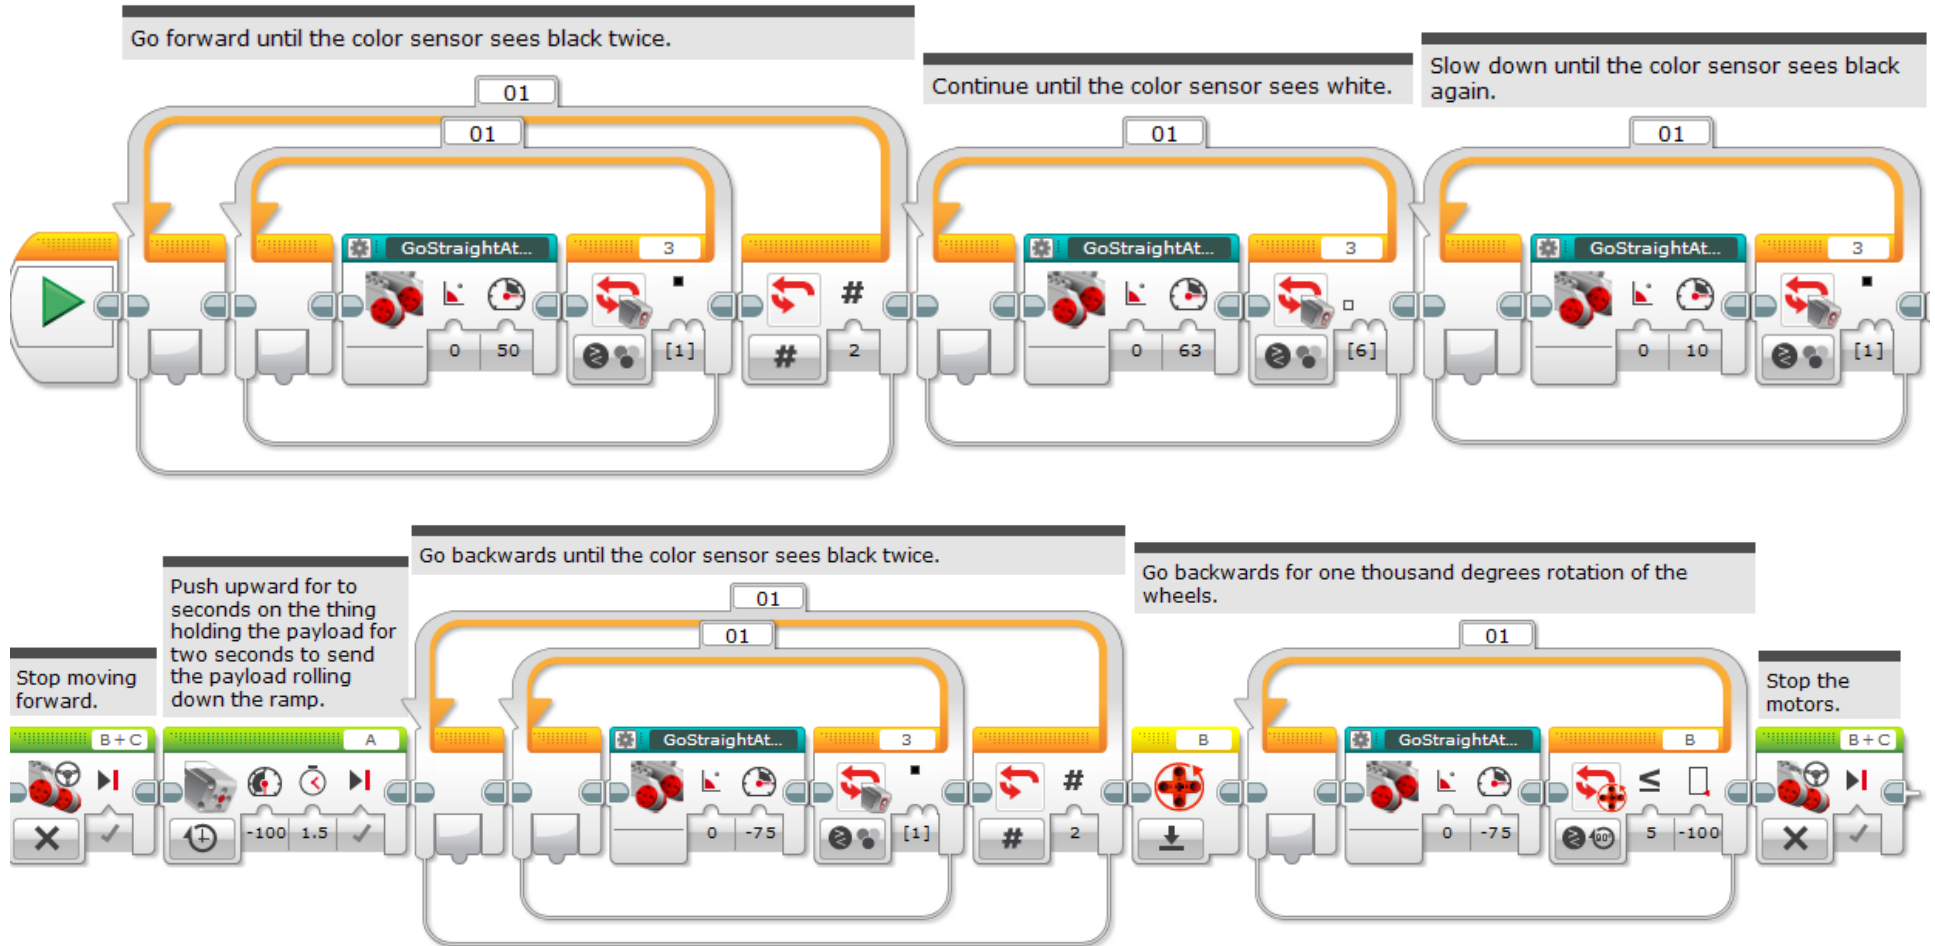 Go forward until the color sensor sees black twice.
Continue until the color sensor sees white.
Slow down until the color sensor sees black
again.
01
01
01
01
GoStraightAt...
3
#
0
50
[1]
#
2
GoStraightAt...
3
0
63
[6]
GoStraightAt...
3
0
10
[1]
Go backwards until the color sensor sees black twice.
Push upward for to
seconds on the thing
holding the payload for
two seconds to send
the payload rolling
down the ramp.
Go backwards for one thousand degrees rotation of the
wheels.
Stop moving
forward.
Stop the
motors.
01
01
01
B+C
A
-100
1.5
GoStraightAt...
3
#
0
-75
[1]
#
2
B
GoStraightAt...
B
≤
0
-75
90°
5
-100
B+C